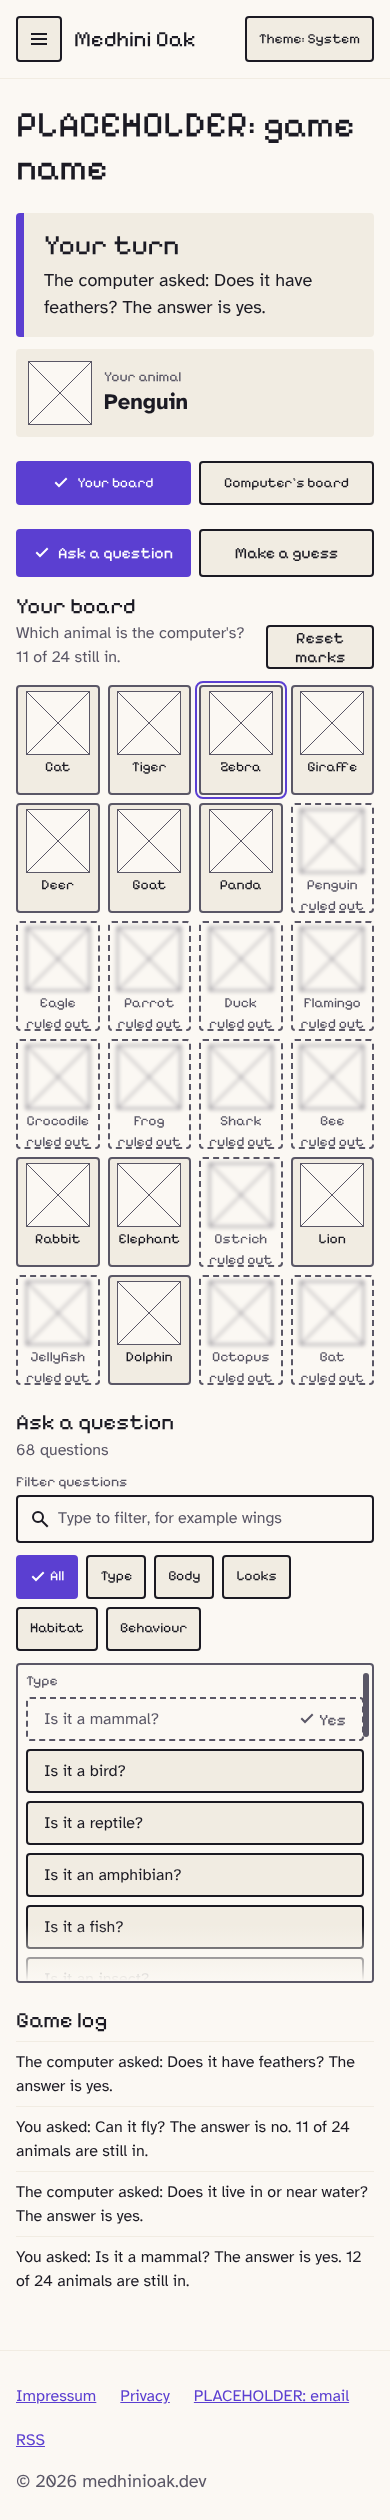 Medhini Oak
Theme: System
PLACEHOLDER: game
name
Your turn
The computer asked: Does it have
feathers? The answer is yes.
Your animal
Penguin
Your board
Computer's board
Ask a question
Make a guess
Your board
Which animal is the computer's?
11 of 24 still in.
Reset
marks
Cat
Tiger
Zebra
Giraffe
Deer
Goat
Panda
Penguin
ruled out
Eagle
ruled out
Parrot
ruled out
Duck
ruled out
Flamingo
ruled out
Crocodile
ruled out
Frog
ruled out
Shark
ruled out
Bee
ruled out
Rabbit
Elephant
Ostrich
ruled out
Lion
Jellyfish
ruled out
Dolphin
Octopus
ruled out
Bat
ruled out
Ask a question
68 questions
Filter questions
Type to filter, for example wings
All
Type
Body
Looks
Habitat
Behaviour
Type
Is it a mammal?
Yes
Is it a bird?
Is it a reptile?
Is it an amphibian?
Is it a fish?
Is it an insect?
Game log
The computer asked: Does it have feathers? The
answer is yes.
You asked: Can it fly? The answer is no. 11 of 24
animals are still in.
The computer asked: Does it live in or near water?
The answer is yes.
You asked: Is it a mammal? The answer is yes. 12
of 24 animals are still in.
Impressum
Privacy
PLACEHOLDER: email
RSS
© 2026 medhinioak.dev